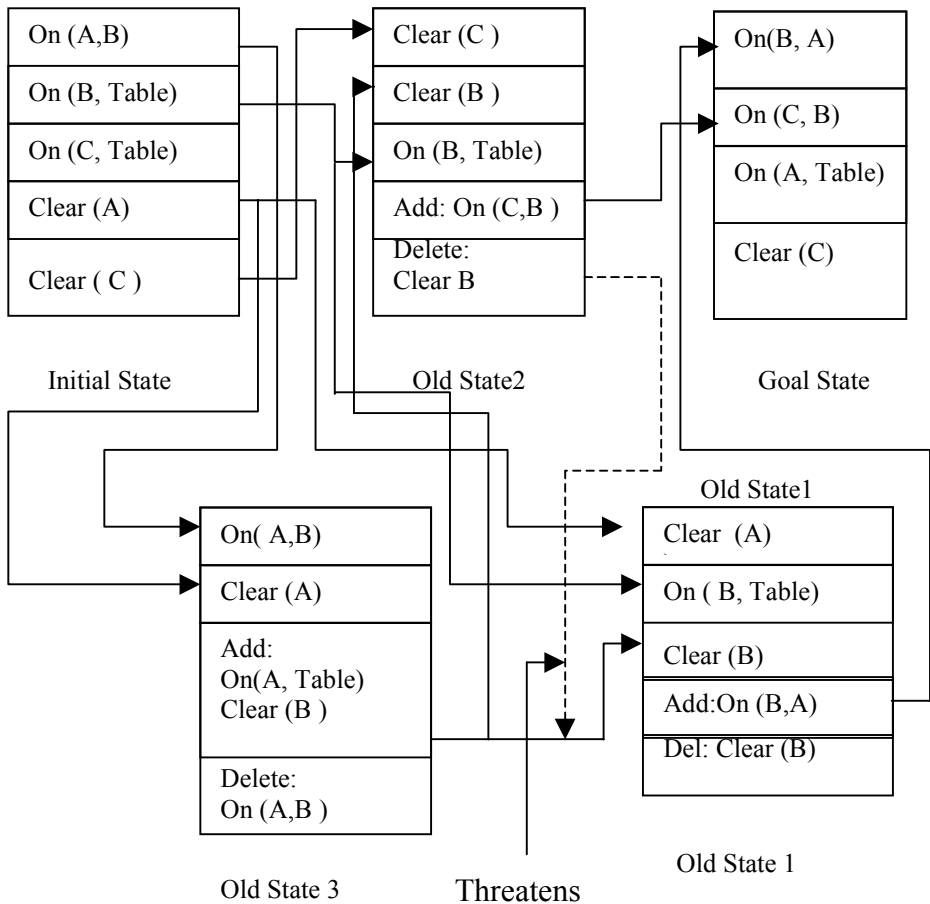 On (A,B)
On (B, Table)
On (C, Table)
Clear (A)
Clear ( C )
Initial State
Clear (C )
Clear (B )
On (B, Table)
Add: On (C,B )
Delete:
Clear B
Old State2
On(B, A)
On (C, B)
On (A, Table)
Clear (C)
Goal State
On( A,B)
Clear (A)
Add:
On(A, Table)
Clear (B )
Delete:
On (A,B )
Old State 3
Threatens
Old State1
Clear (A)
On ( B, Table)
Clear (B)
Add:On (B,A)
Del: Clear (B)
Old State 1